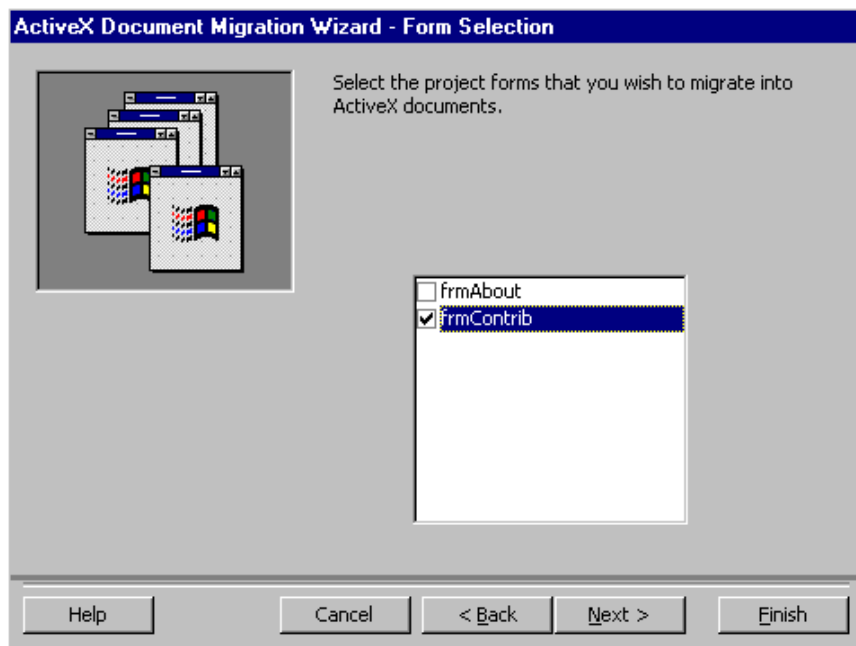 ActiveX Document Migration Wizard - Form Selection
Select the project forms that you wish to migrate into
ActiveX documents.
frmAbout
frmContrib
Help
Cancel
< Back
Next >
Finish